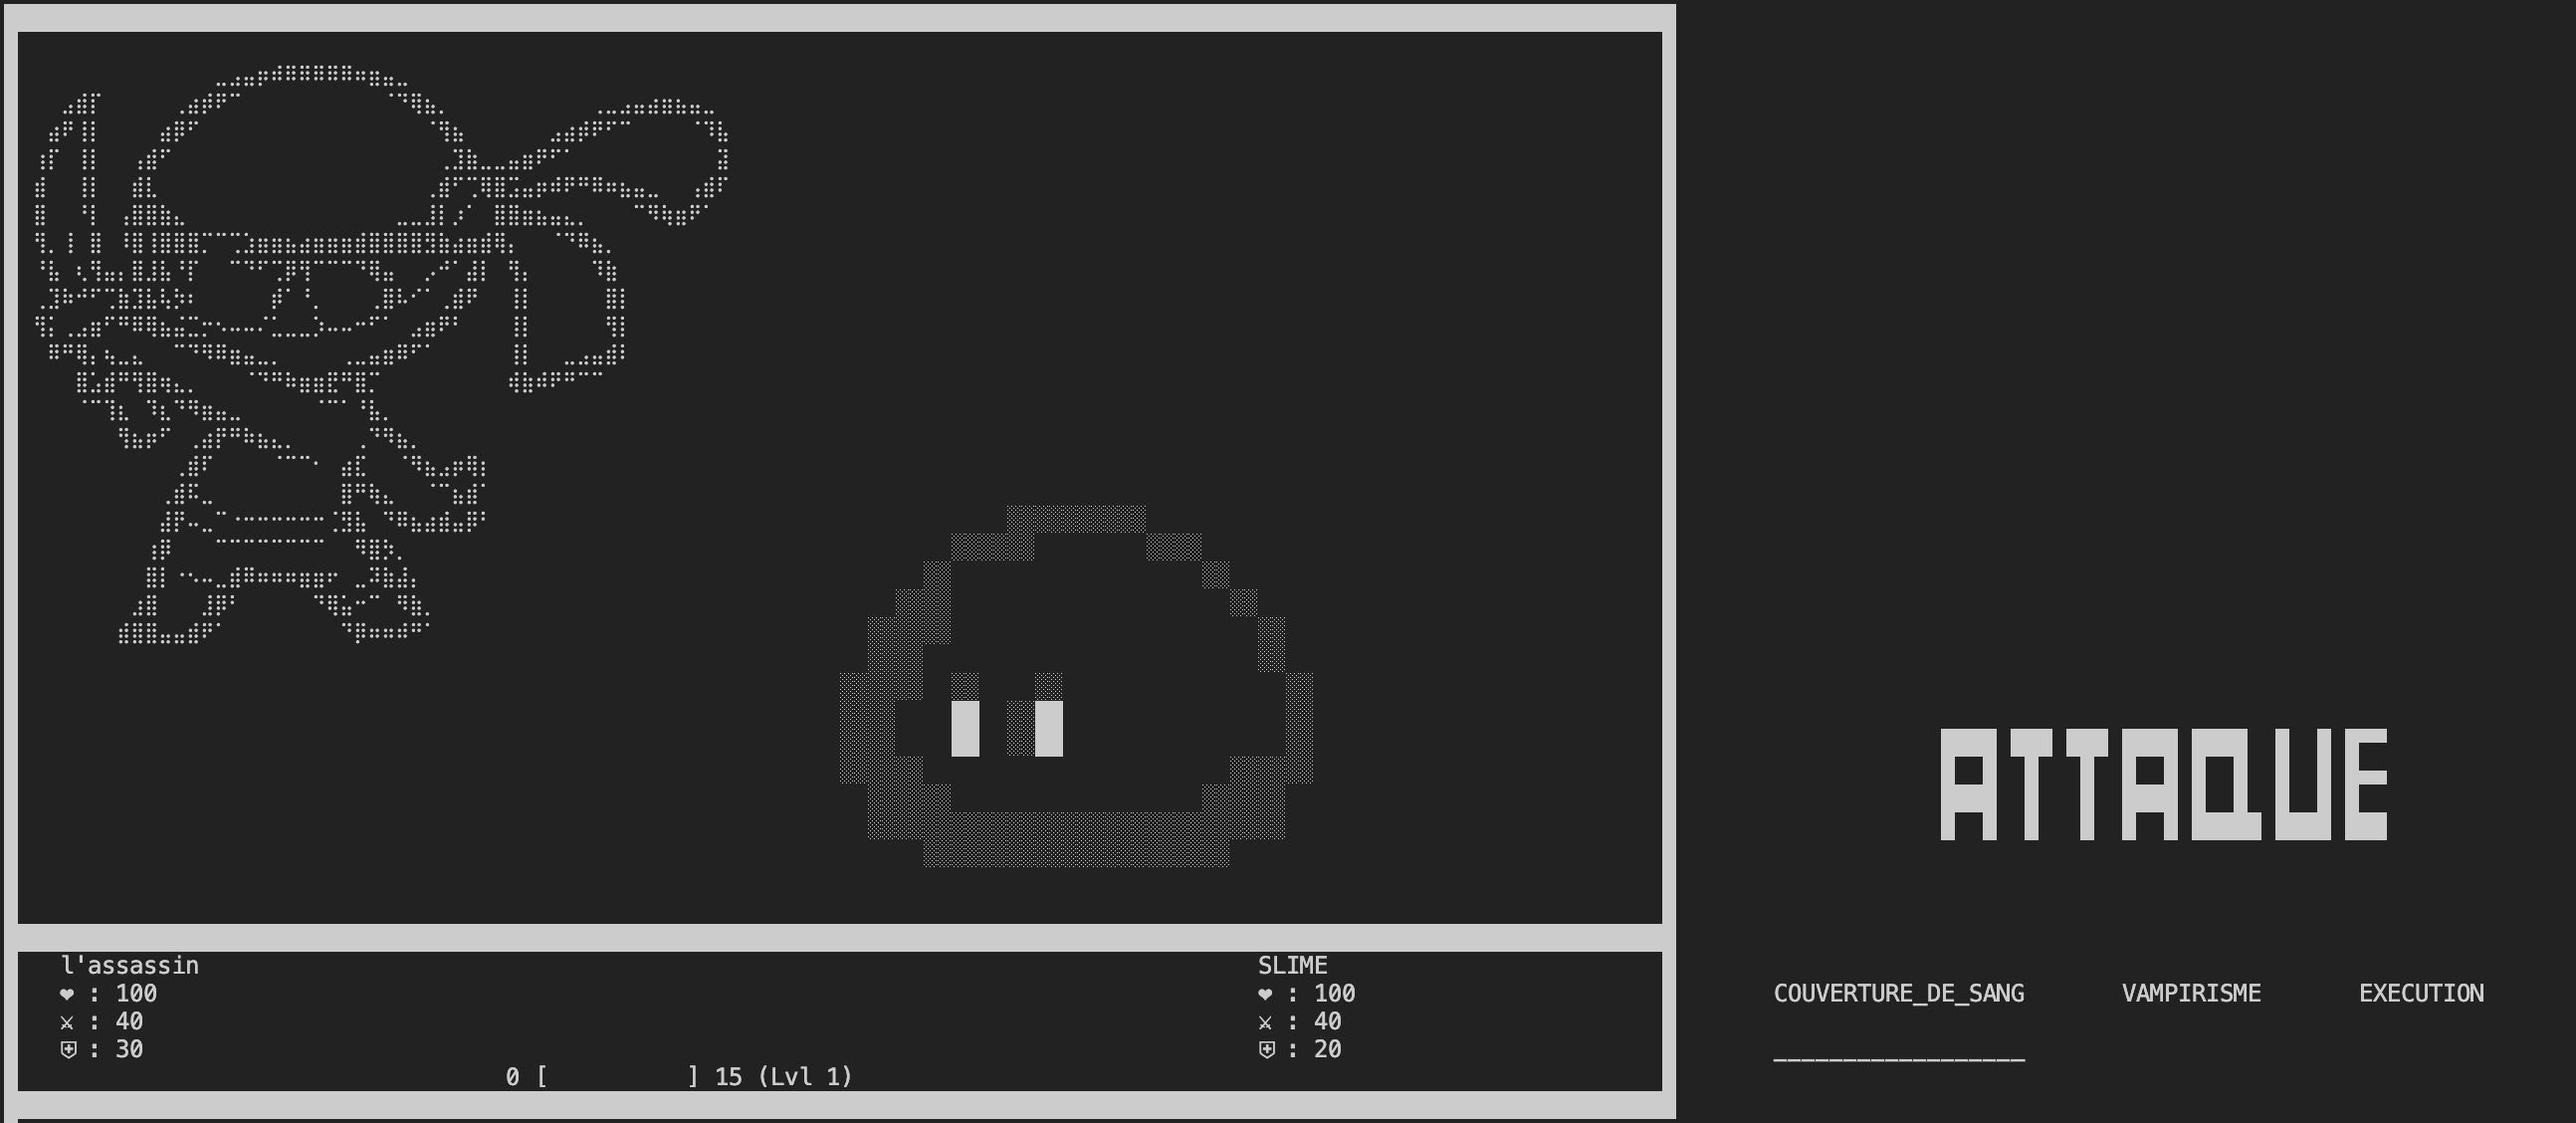 ATTAQUE
l'assassin
❤ : 100
⚔ : 40
⛨ : 30
SLIME
❤ : 100
⚔ : 40
⛨ : 20
0 [          ] 15 (Lvl 1)
COUVERTURE_DE_SANG VAMPIRISME EXECUTION